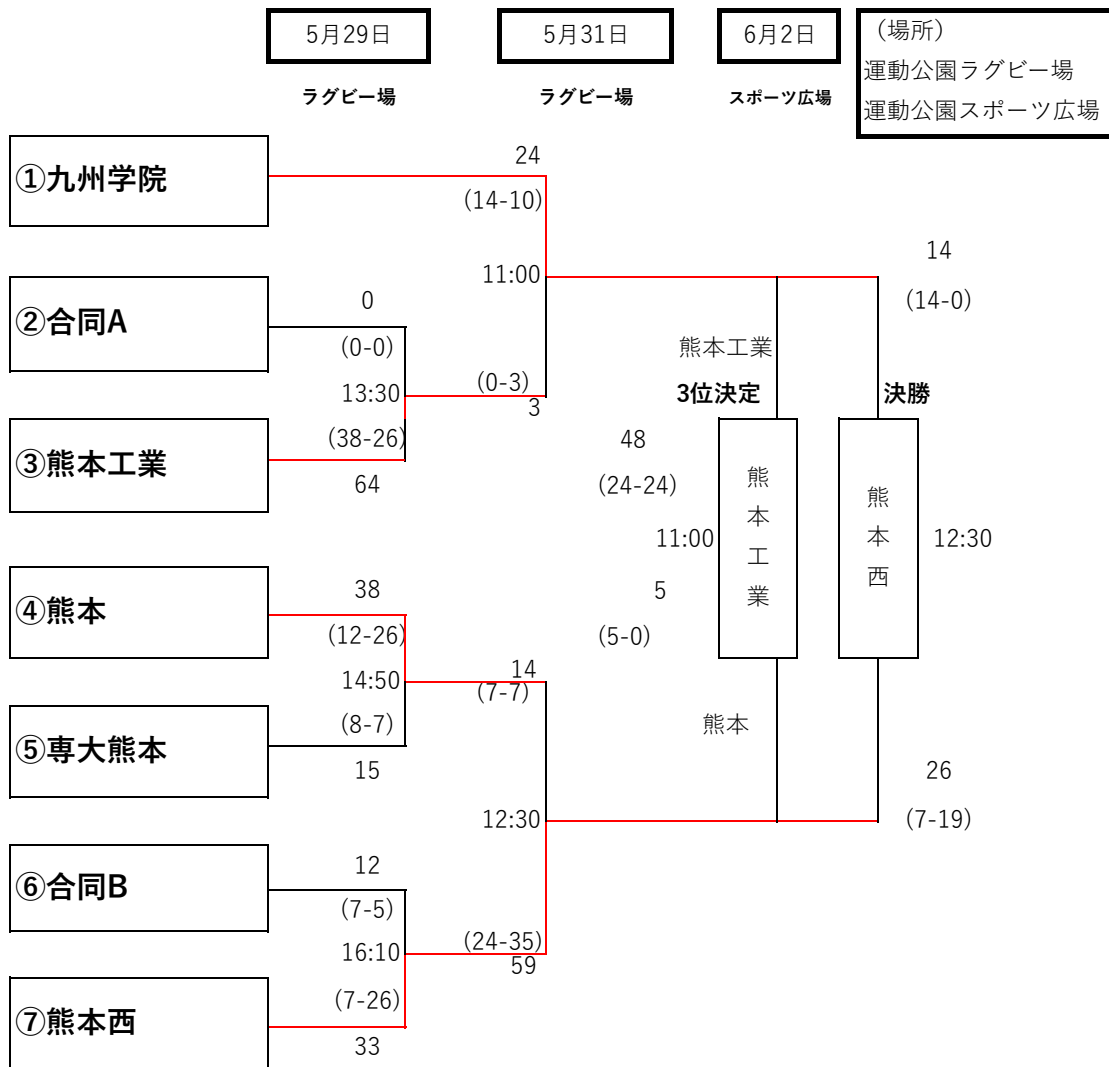 5月29日
5月31日
6月2日
（場所）
運動公園ラグビー場
運動公園スポーツ広場
ラグビー場
ラグビー場
スポーツ広場
①九州学院
24
(14-10)
11:00
14
(14-0)
②合同A
0
(0-0)
13:30
(38-26)
64
(0-3)
3
③熊本工業
熊本工業
3位決定
決勝
48
(24-24)
11:00
5
(5-0)
熊本工業
熊本西
12:30
④熊本
38
(12-26)
14:50
(8-7)
15
14
(7-7)
⑤専大熊本
熊本
12:30
26
(7-19)
⑥合同B
12
(7-5)
16:10
(7-26)
33
(24-35)
59
⑦熊本西